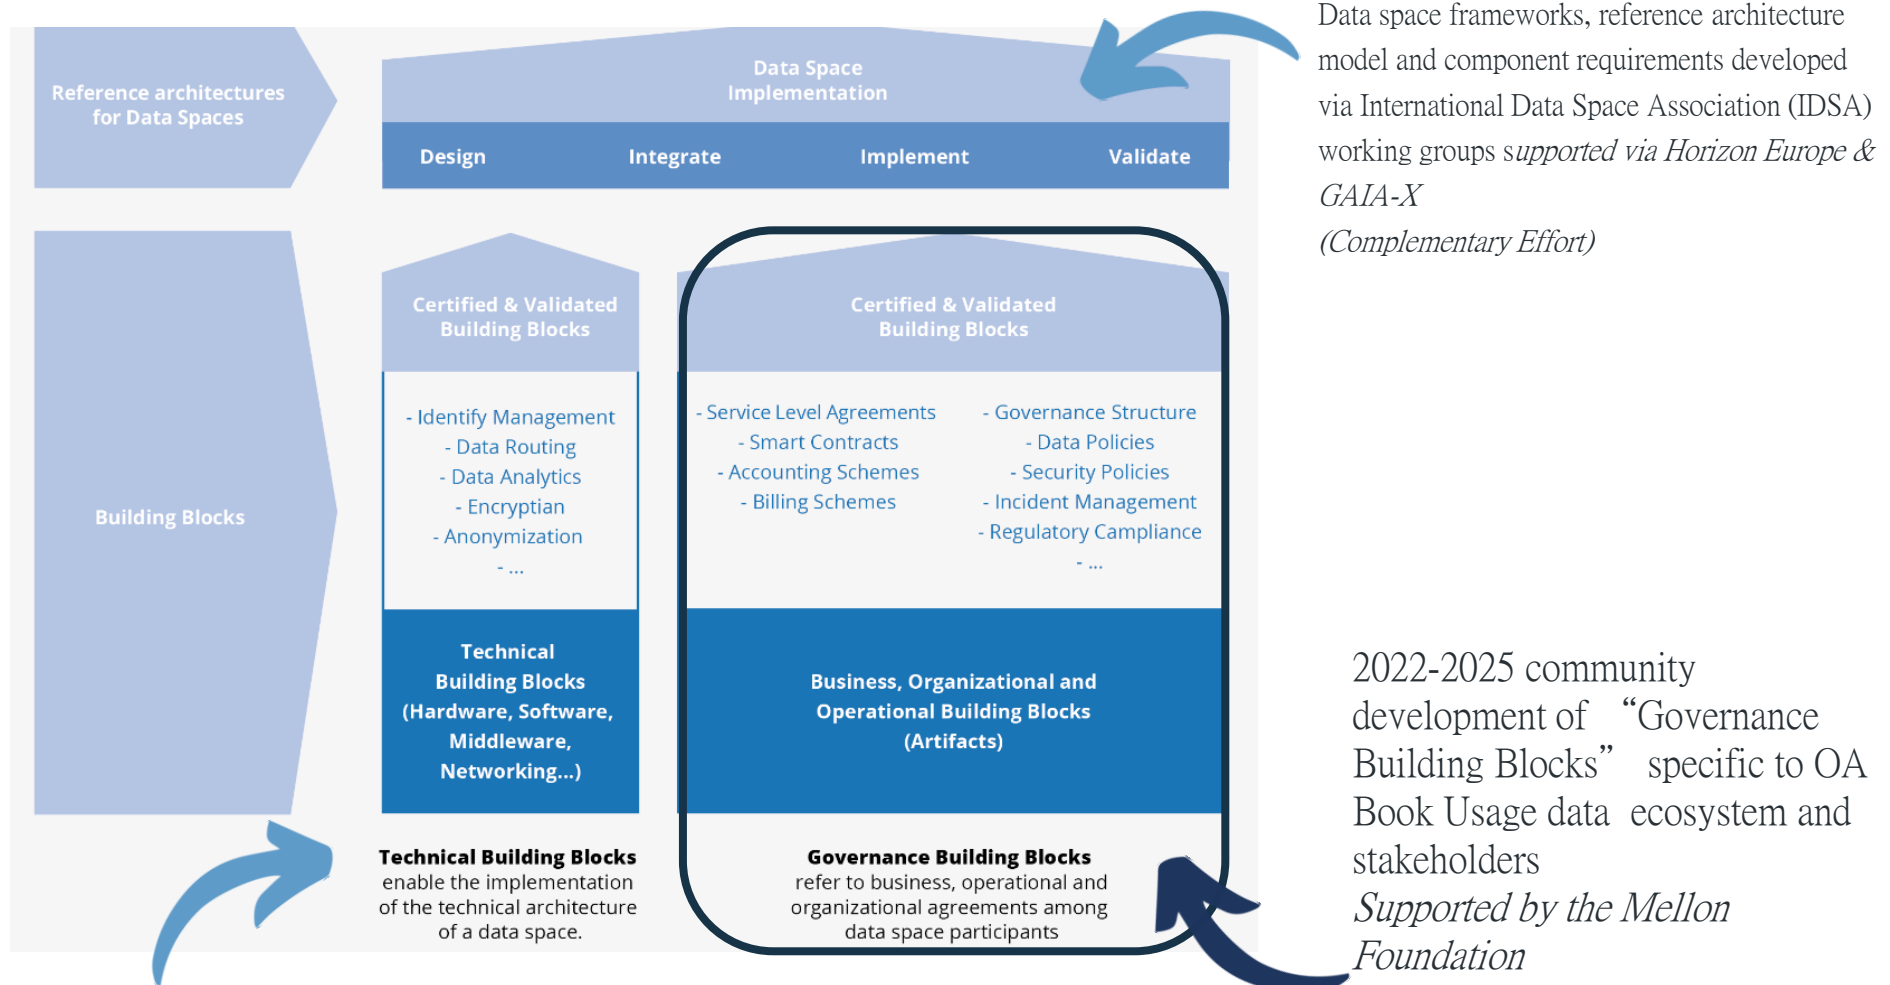 Reference architectures
for Data Spaces
Data Space
Implementation
Design Integrate Implement Validate
Data space frameworks, reference architecture
model and component requirements developed
via International Data Space Association (IDSA)
working groups supported via Horizon Europe &
GAIA-X
(Complementary Effort)
Building Blocks
Certified & Validated
Building Blocks
- Identify Management
- Data Routing
- Data Analytics
- Encryptian
- Anonymization
- ...
Technical
Building Blocks
(Hardware, Software,
Middleware,
Networking...)
Technical Building Blocks
enable the implementation
of the technical architecture
of a data space.
Certified & Validated
Building Blocks
- Service Level Agreements
- Smart Contracts
- Accounting Schemes
- Billing Schemes
- Governance Structure
- Data Policies
- Security Policies
- Incident Management
- Regulatory Campliance
- ...
Business, Organizational and
Operational Building Blocks
(Artifacts)
Governance Building Blocks
refer to business, operational and
organizational agreements among
data space participants
2022-2025 community
development of “Governance
Building Blocks” specific to OA
Book Usage data ecosystem and
stakeholders
Supported by the Mellon
Foundation